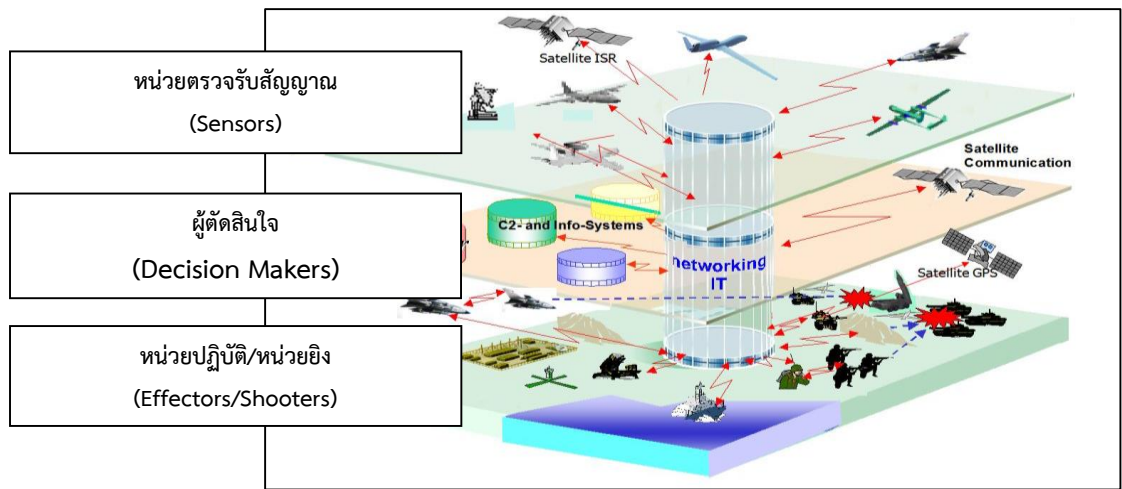 หน่วยตรวจรับสัญญาณ
(Sensors)
ผู้ตัดสินใจ
(Decision Makers)
หน่วยปฏิบัติ/หน่วยยิง
(Effectors/Shooters)
Satellite ISR
Satellite
Communication
C2- and Info-Systems
networking
IT
Satellite GPS